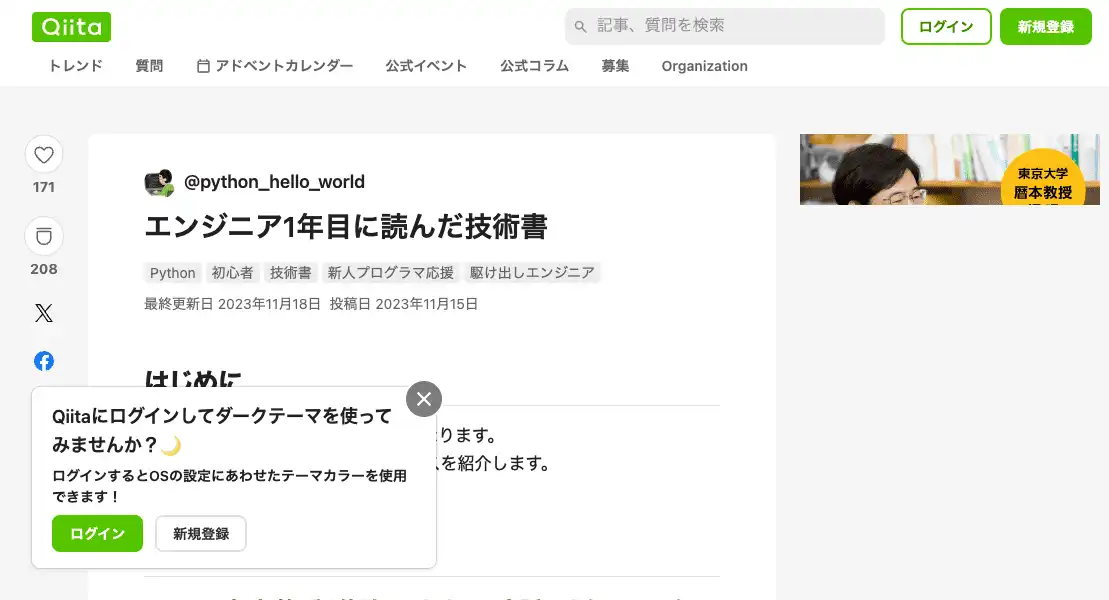 Qiita
記事、質問を検索
ログイン
新規登録
トレンド
質問
アドベントカレンダー
公式イベント
公式コラム
募集
Organization
171
208
@python_hello_world
エンジニア1年目に読んだ技術書
Python 初心者 技術書 新人プログラマ応援 駆け出しエンジニア
最終更新日 2023年11月18日 投稿日 2023年11月15日
はじめに
ります。
を紹介します。
Qiitaにログインしてダークテーマを使って
みませんか？🌙
ログインするとOSの設定にあわせたテーマカラーを使用
できます！
ログイン
新規登録
東京大学
暦本教授